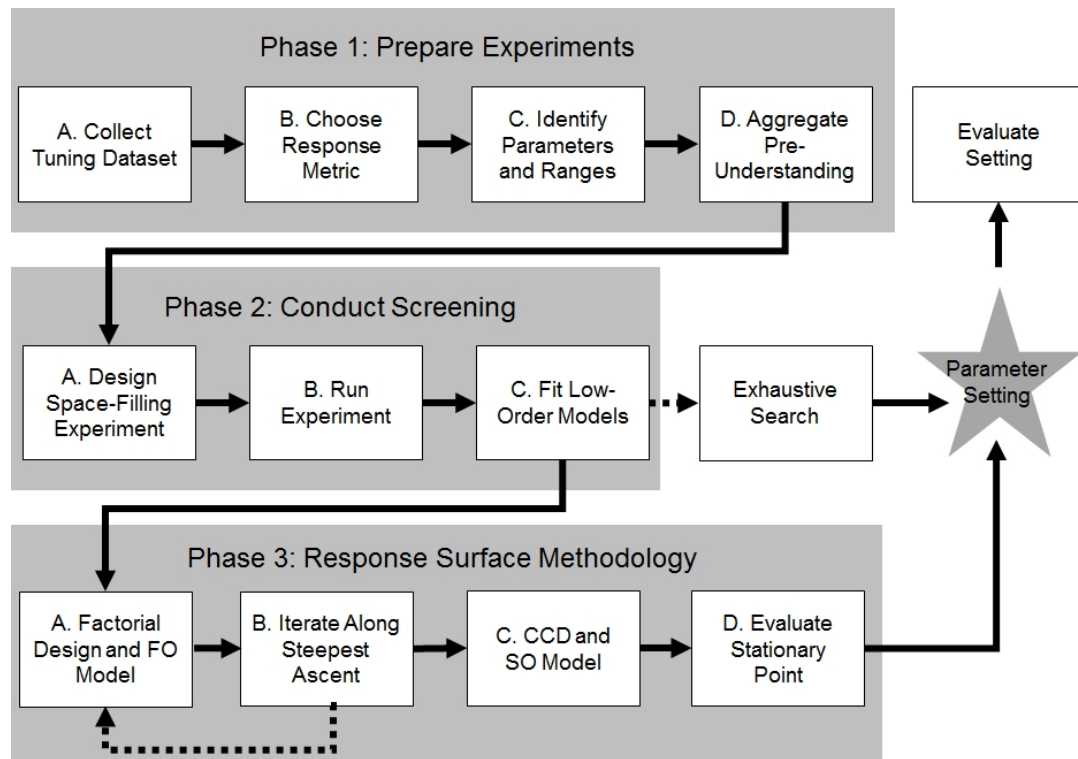 Phase 1: Prepare Experiments
A. Collect
Tuning Dataset
B. Choose
Response
Metric
C. Identify
Parameters
and Ranges
D. Aggregate
Pre-
Understanding
Evaluate
Setting
Phase 2: Conduct Screening
A. Design
Space-Filling
Experiment
B. Run
Experiment
C. Fit Low-
Order Models
Exhaustive
Search
Parameter
Setting
Phase 3: Response Surface Methodology
A. Factorial
Design and FO
Model
B. Iterate Along
Steepest
Ascent
C. CCD and
SO Model
D. Evaluate
Stationary
Point